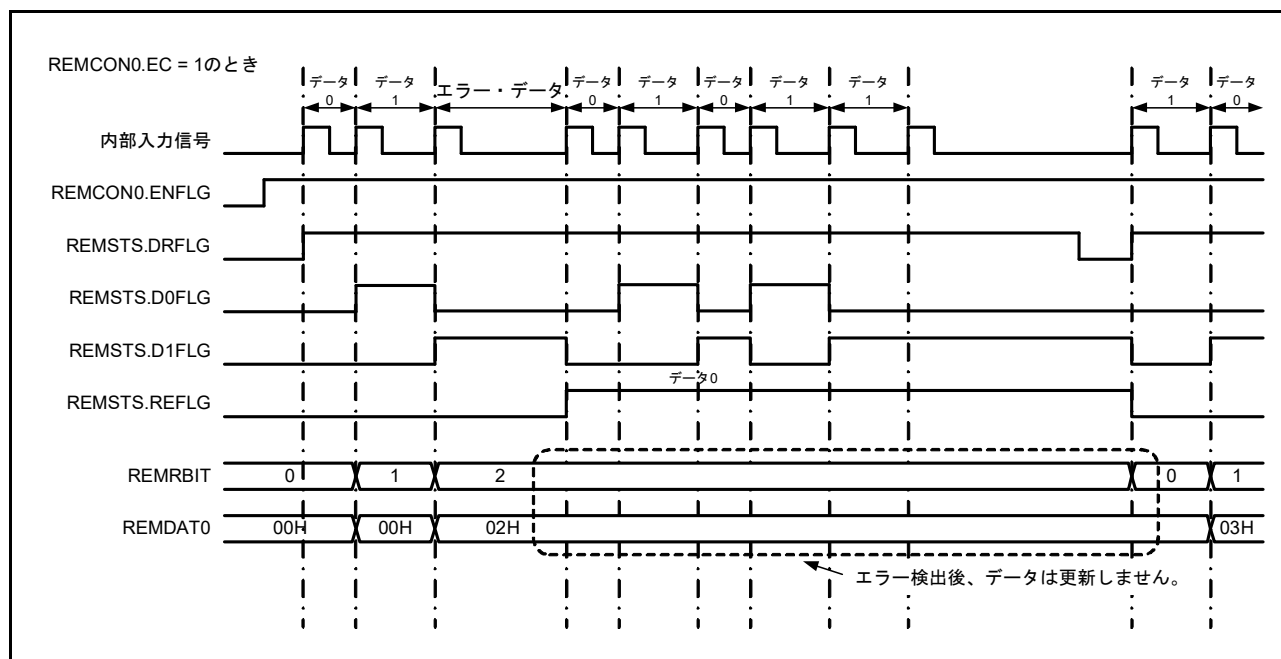 REMCON0.EC = 1のとき
データ 0
データ 1
エラー・データ
データ 0
データ 1
データ 0
データ 1
データ 1
データ 1
データ 0
内部入力信号
REMCON0.ENFLG
REMSTS.DRFLG
REMSTS.D0FLG
REMSTS.D1FLG
データ0
REMSTS.REFLG
REMRBIT 0 1 2 0 1
REMDAT0 00H 00H 02H 03H
エラー検出後、データは更新しません。